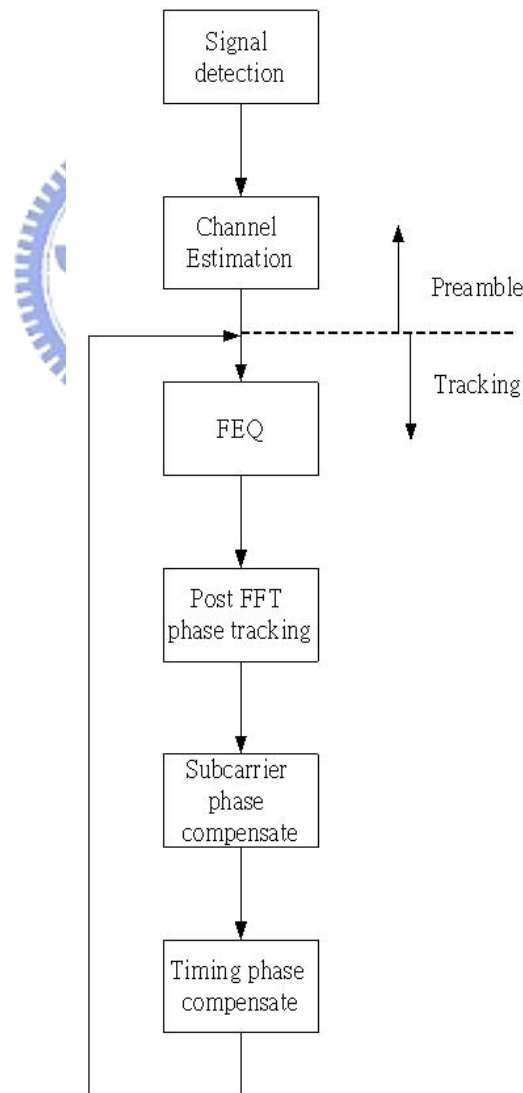 Signal
detection
Channel
Estimation
Preamble
Tracking
FEQ
Post FFT
phase tracking
Subcarrier
phase
compensate
Timing phase
compensate